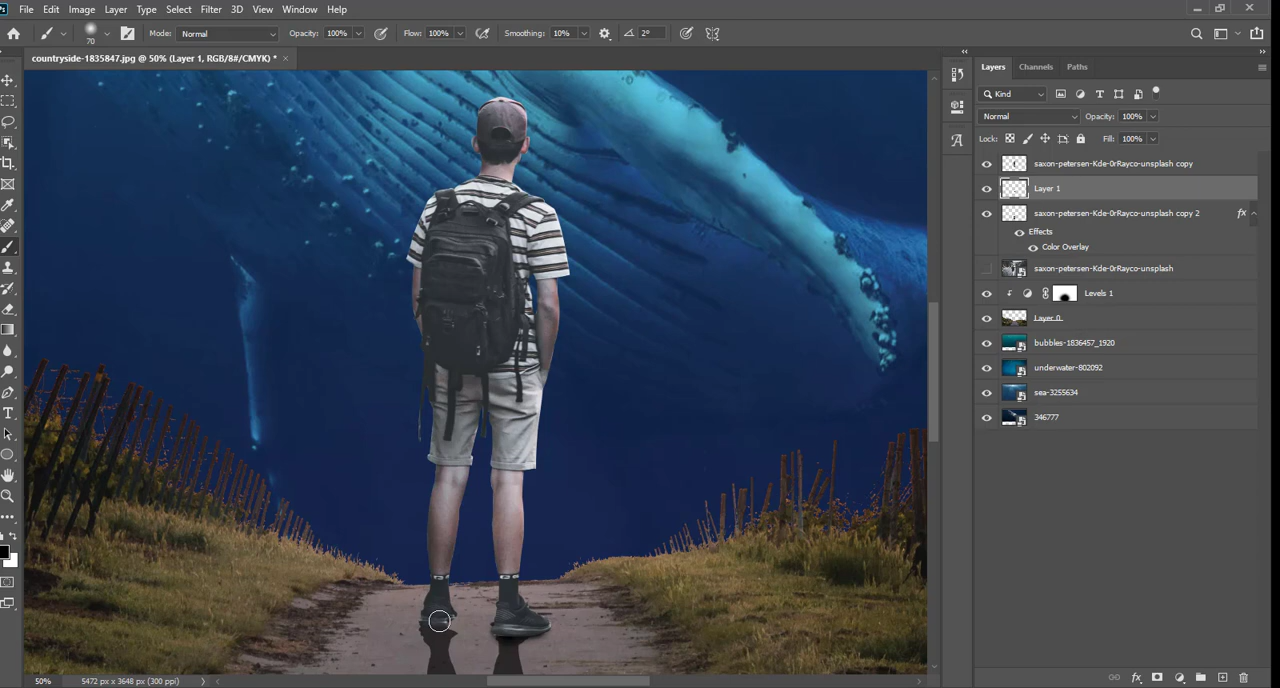 File Edit Image Layer Type Select Filter 3D View Window Help
70 Mode: Normal Opacity: 100% Flow: 100% Smoothing: 10% 2°
countryside-1835847.jpg @ 50% (Layer 1, RGB/8#/CMYK) * ×
Layers Channels Paths
Kind
Normal Opacity: 100%
Lock: Fill: 100%
saxon-petersen-Kde-0rRayco-unsplash copy
Layer 1
saxon-petersen-Kde-0rRayco-unsplash copy 2 fx
Effects
Color Overlay
saxon-petersen-Kde-0rRayco-unsplash
Levels 1
Layer 0
bubbles-1836457_1920
underwater-802092
sea-3255634
346777
50% 5472 px x 3648 px (300 ppi)